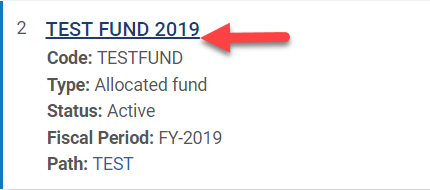 2 TEST FUND 2019
Code: TESTFUND
Type: Allocated fund
Status: Active
Fiscal Period: FY-2019
Path: TEST